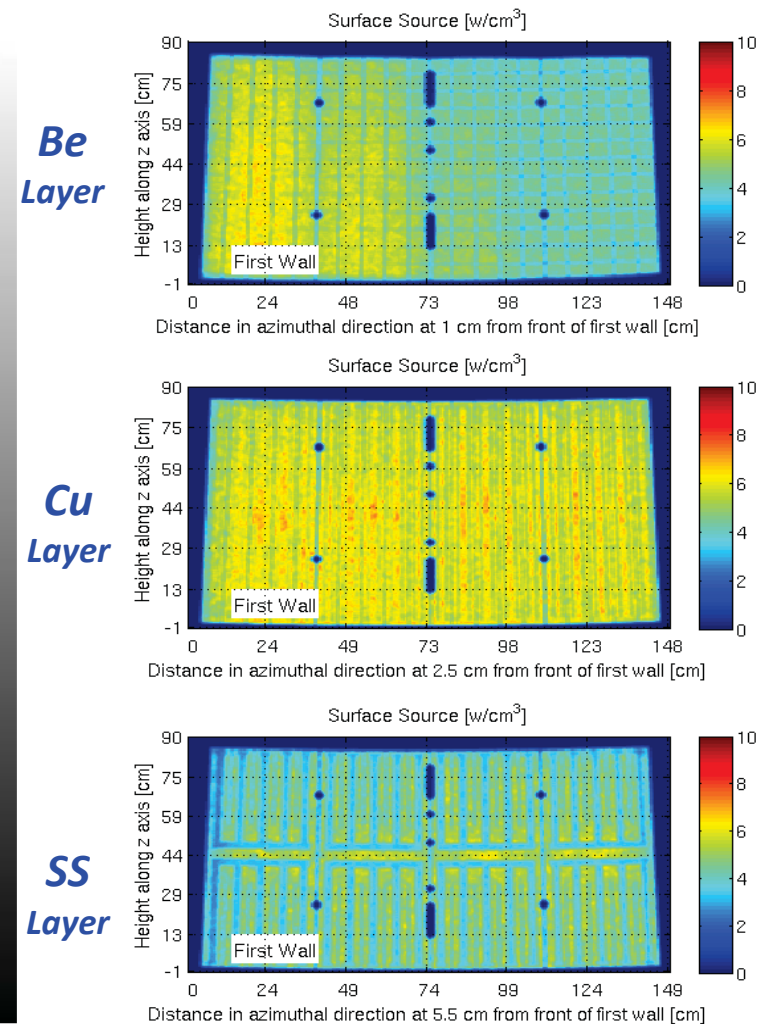 Surface Source [w/cm³]
Be
Layer
Height along z axis [cm]
90
75
59
44
29
13
-1
First Wall
0 24 48 73 98 123 148
10
8
6
4
2
0
Distance in azimuthal direction at 1 cm from front of first wall [cm]
Surface Source [w/cm³]
Cu
Layer
Height along z axis [cm]
90
75
59
44
29
13
-1
First Wall
0 24 49 73 98 123 148
10
8
6
4
2
0
Distance in azimuthal direction at 2.5 cm from front of first wall [cm]
Surface Source [w/cm³]
SS
Layer
Height along z axis [cm]
90
75
59
44
29
13
-1
First Wall
0 24 49 74 98 123 148
10
8
6
4
2
0
Distance in azimuthal direction at 5.5 cm from front of first wall [cm]